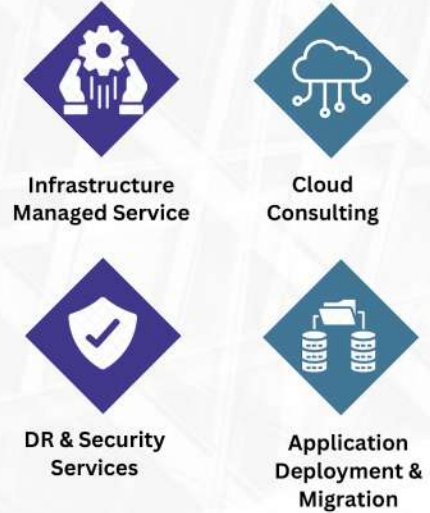 Infrastructure
Managed Service
Cloud
Consulting
DR & Security
Services
Application
Deployment &
Migration